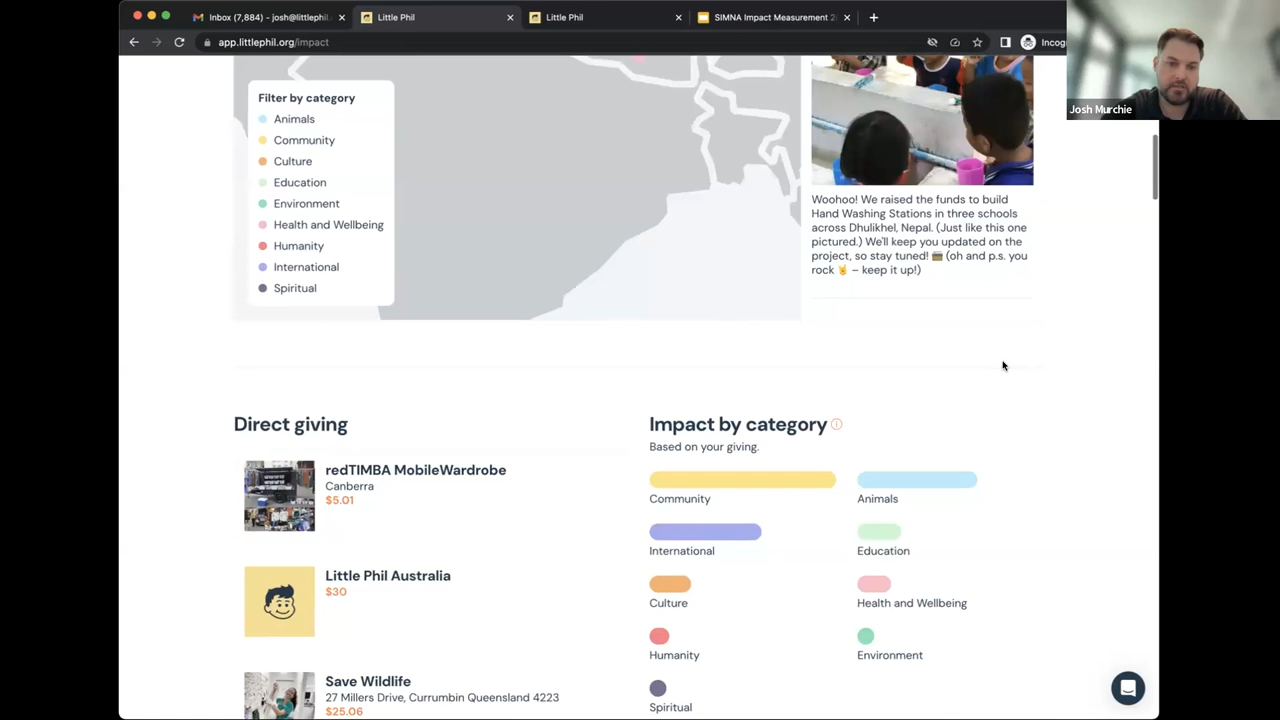 Inbox (7,884) - josh@littlephil.
Little Phil
Little Phil
SIMNA Impact Measurement 2
app.littlephil.org/impact
Incog
Josh Murchie
Filter by category
Animals
Community
Culture
Education
Environment
Health and Wellbeing
Humanity
International
Spiritual
Woohoo! We raised the funds to build
Hand Washing Stations in three schools
across Dhulikhel, Nepal. (Just like this one
pictured.) We'll keep you updated on the
project, so stay tuned! 📻 (oh and p.s. you
rock 🤘 – keep it up!)
Direct giving
redTIMBA MobileWardrobe
Canberra
$5.01
Little Phil Australia
$30
Save Wildlife
27 Millers Drive, Currumbin Queensland 4223
$25.06
Impact by category
Based on your giving.
Community
Animals
International
Education
Culture
Health and Wellbeing
Humanity
Environment
Spiritual